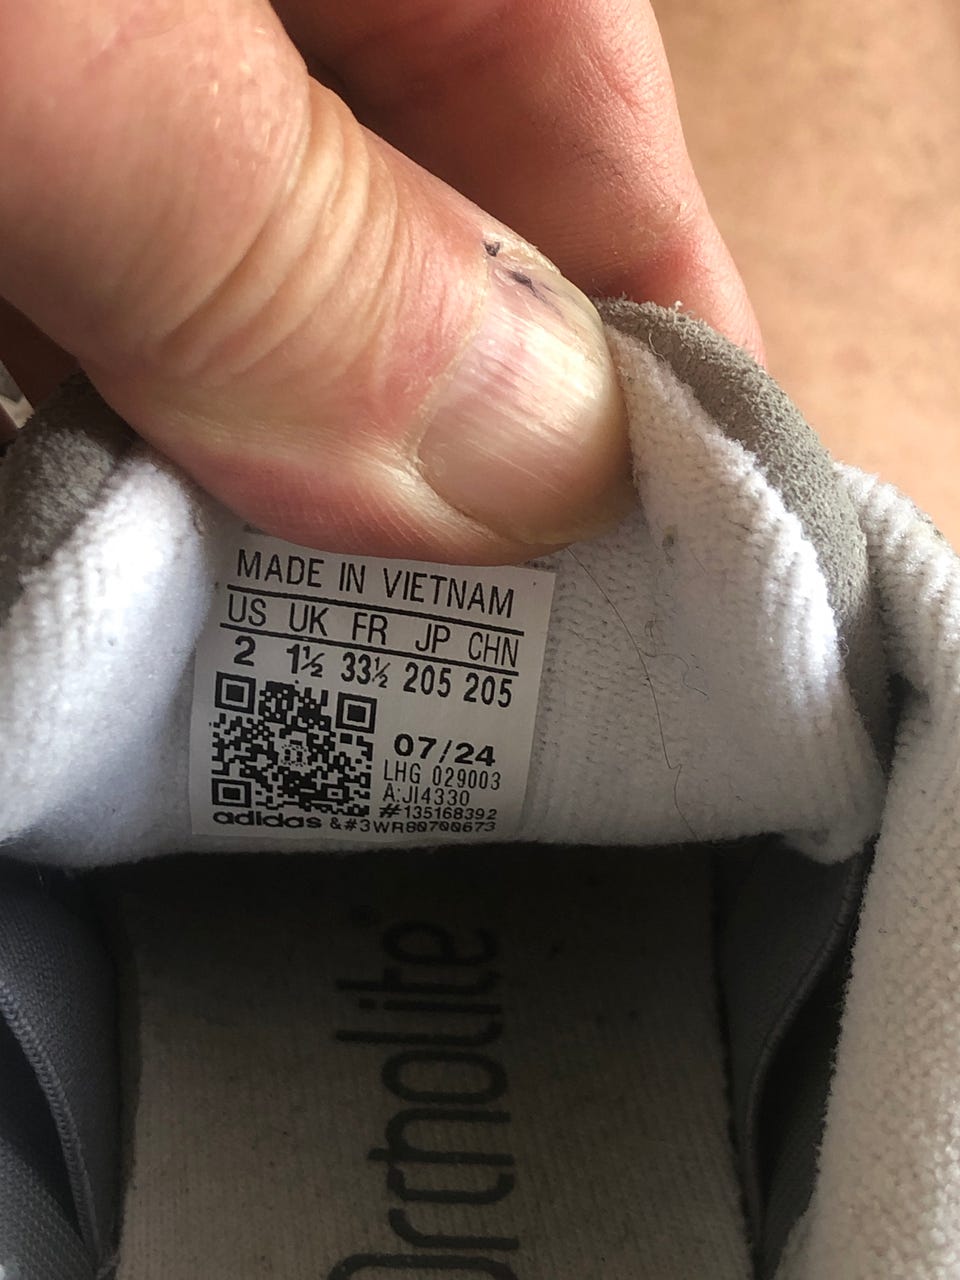 MADE IN VIETNAM
US UK FR JP CHN
2 1½ 33½ 205 205
07/24
LHG 029003
A:JI4330
#135168392
adidas &#3WR80700673
Ortholite®